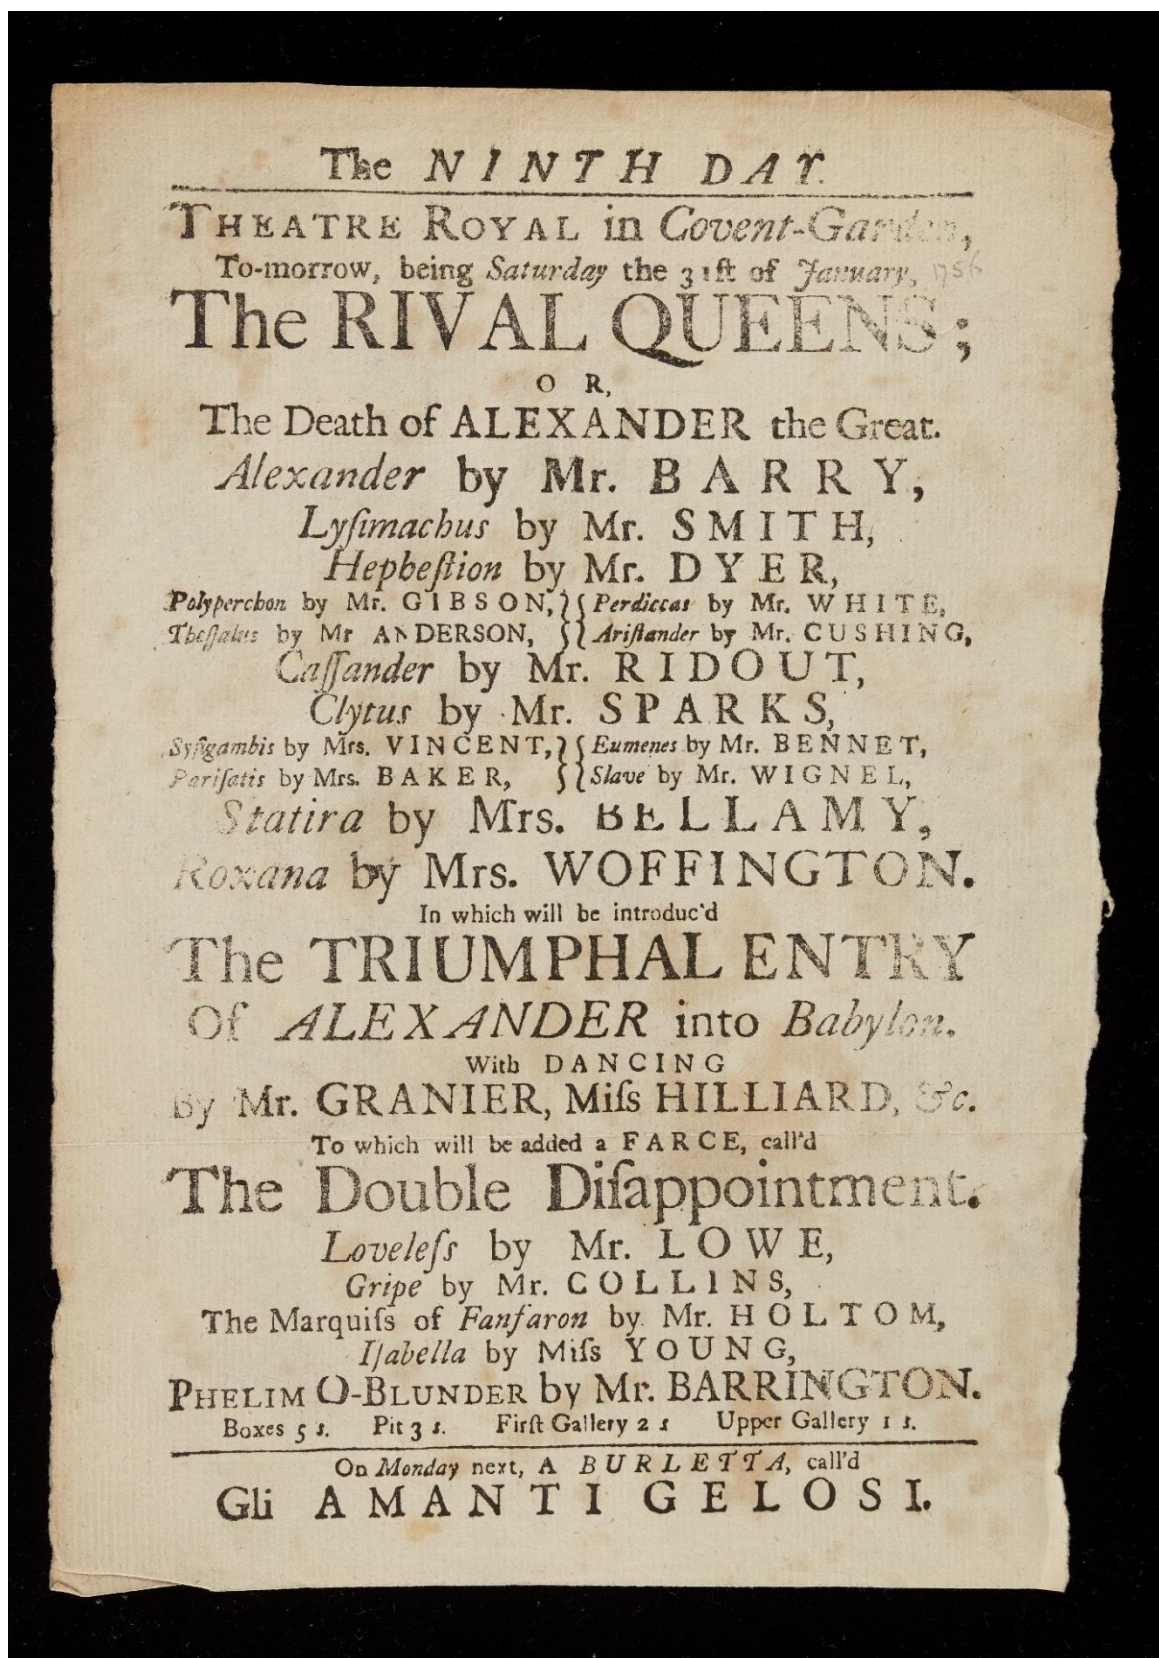 The NINTH DAY.
THEATRE ROYAL in Covent-Garden,
To-morrow, being Saturday the 31ſt of January, 1756
The RIVAL QUEENS;
OR,
The Death of ALEXANDER the Great.
Alexander by Mr. BARRY,
Lyſimachus by Mr. SMITH,
Hepheſtion by Mr. DYER,
Polyperchon by Mr. GIBSON, } { Perdiccas by Mr. WHITE,
Theſſalus by Mr ANDERSON, } { Ariſtander by Mr. CUSHING,
Caſſander by Mr. RIDOUT,
Clytus by Mr. SPARKS,
Syſigambis by Mrs. VINCENT, } { Eumenes by Mr. BENNET,
Pariſatis by Mrs. BAKER, } { Slave by Mr. WIGNEL,
Statira by Mrs. BELLAMY,
Roxana by Mrs. WOFFINGTON.
In which will be introduc'd
The TRIUMPHAL ENTRY
Of ALEXANDER into Babylon.
With DANCING
By Mr. GRANIER, Miſs HILLIARD, &c.
To which will be added a FARCE, call'd
The Double Diſappointment.
Loveleſs by Mr. LOWE,
Gripe by Mr. COLLINS,
The Marquiſs of Fanfaron by Mr. HOLTOM,
Iſabella by Miſs YOUNG,
PHELIM O-BLUNDER by Mr. BARRINGTON.
Boxes 5 s. Pit 3 s. Firſt Gallery 2 s Upper Gallery 1 s.
On Monday next, A BURLETTA, call'd
Gli AMANTI GELOSI.